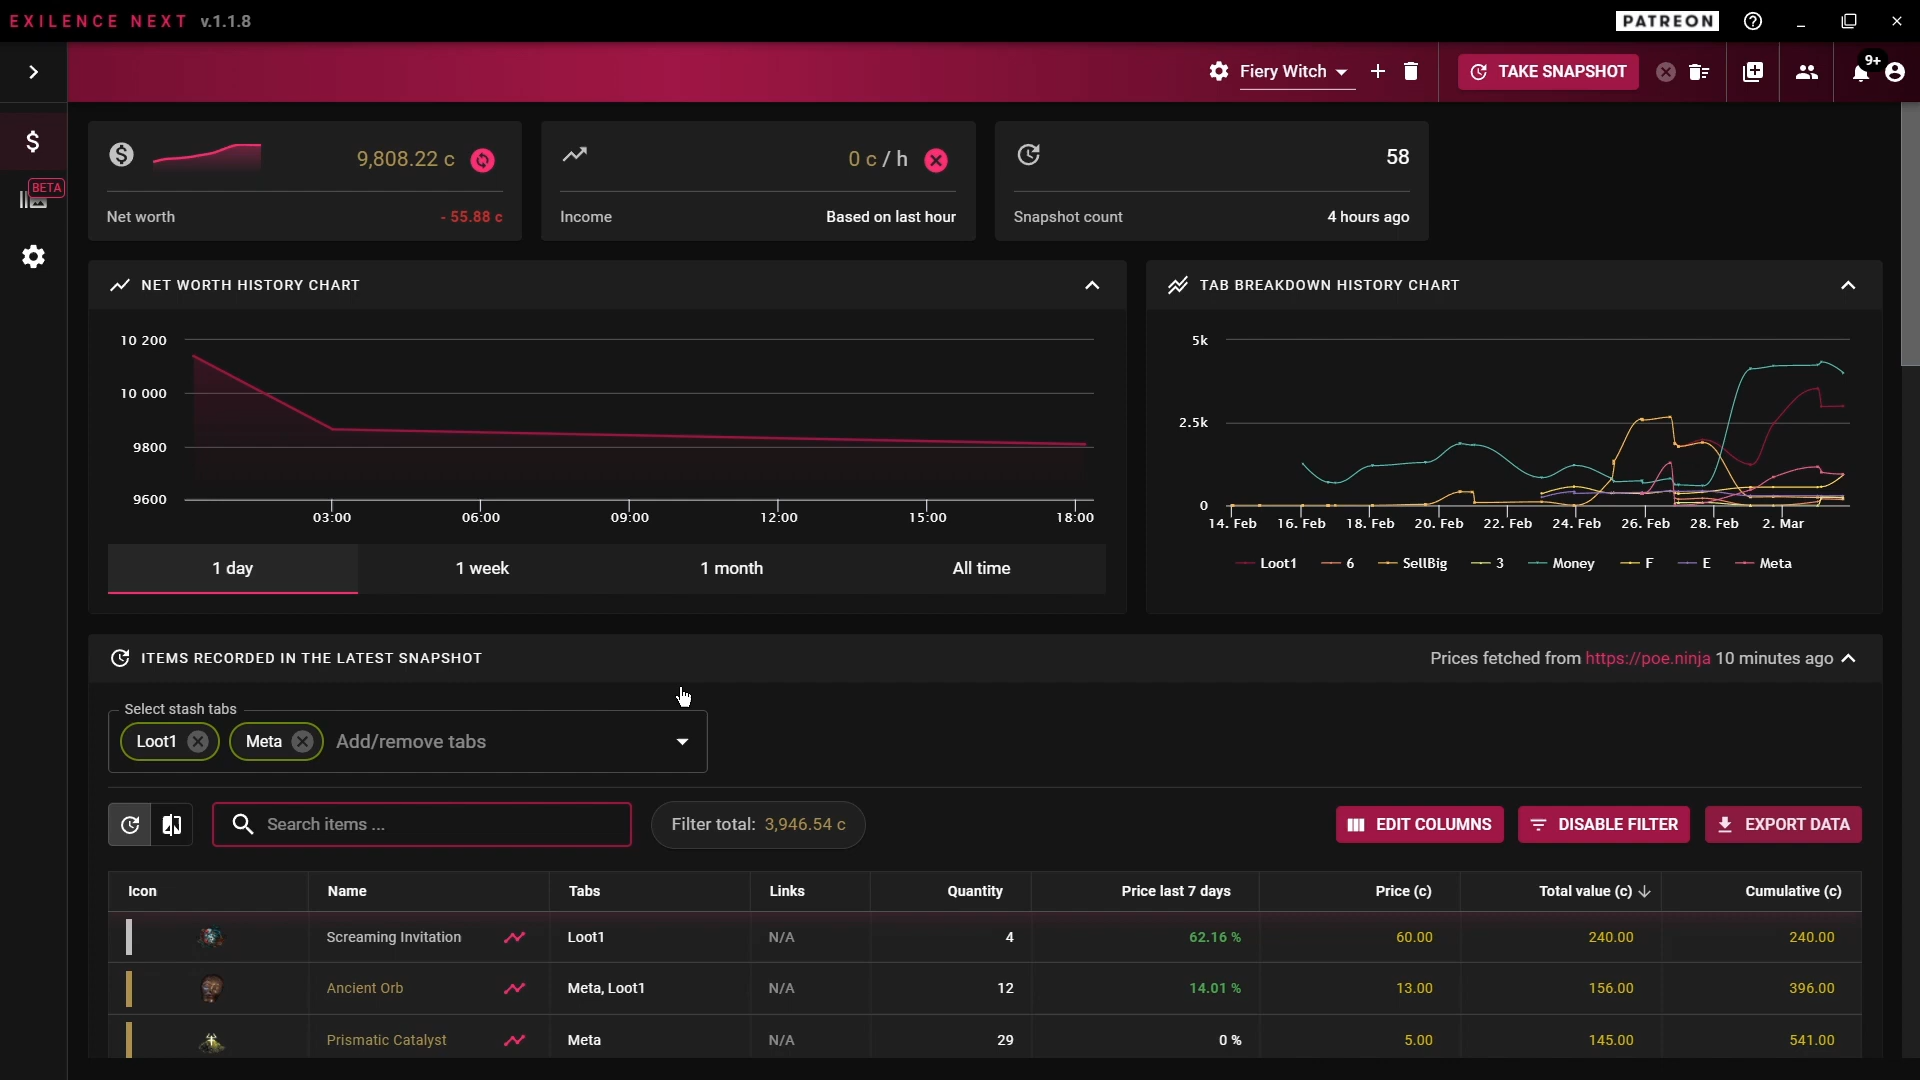 EXILENCE NEXT v.1.1.8
PATREON
Fiery Witch
TAKE SNAPSHOT
9+
BETA
9,808.22 c
Net worth
- 55.88 c
0 c / h
Income
Based on last hour
58
Snapshot count
4 hours ago
NET WORTH HISTORY CHART
10 200
10 000
9800
9600
03:00 06:00 09:00 12:00 15:00 18:00
1 day 1 week 1 month All time
TAB BREAKDOWN HISTORY CHART
5k
2.5k
0
14. Feb 16. Feb 18. Feb 20. Feb 22. Feb 24. Feb 26. Feb 28. Feb 2. Mar
Loot1 6 SellBig 3 Money F E Meta
ITEMS RECORDED IN THE LATEST SNAPSHOT
Prices fetched from https://poe.ninja 10 minutes ago
Select stash tabs
Loot1 Meta Add/remove tabs
Search items ...
Filter total: 3,946.54 c
EDIT COLUMNS
DISABLE FILTER
EXPORT DATA
Icon Name Tabs Links Quantity Price last 7 days Price (c) Total value (c) Cumulative (c)
Screaming Invitation Loot1 N/A 4 62.16 % 60.00 240.00 240.00
Ancient Orb Meta, Loot1 N/A 12 14.01 % 13.00 156.00 396.00
Prismatic Catalyst Meta N/A 29 0 % 5.00 145.00 541.00